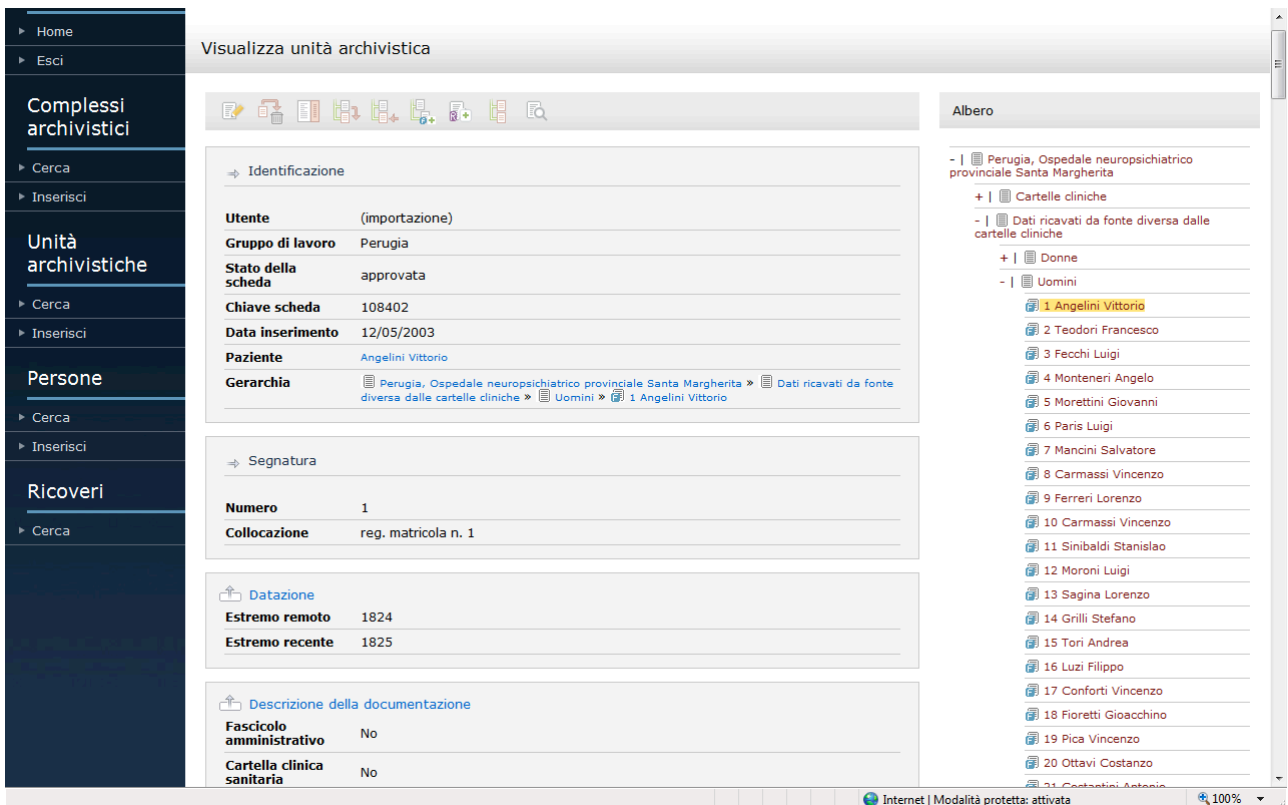 Home
Esci
Complessi
archivistici
Cerca
Inserisci
Unità
archivistiche
Cerca
Inserisci
Persone
Cerca
Inserisci
Ricoveri
Cerca
Visualizza unità archivistica
Identificazione
Utente (importazione)
Gruppo di lavoro Perugia
Stato della
scheda approvata
Chiave scheda 108402
Data inserimento 12/05/2003
Paziente Angelini Vittorio
Gerarchia Perugia, Ospedale neuropsichiatrico provinciale Santa Margherita » Dati ricavati da fonte
diversa dalle cartelle cliniche » Uomini » 1 Angelini Vittorio
Segnatura
Numero 1
Collocazione reg. matricola n. 1
Datazione
Estremo remoto 1824
Estremo recente 1825
Descrizione della documentazione
Fascicolo
amministrativo No
Cartella clinica
sanitaria No
Albero
- | Perugia, Ospedale neuropsichiatrico
provinciale Santa Margherita
+ | Cartelle cliniche
- | Dati ricavati da fonte diversa dalle
cartelle cliniche
+ | Donne
- | Uomini
1 Angelini Vittorio
2 Teodori Francesco
3 Fecchi Luigi
4 Monteneri Angelo
5 Morettini Giovanni
6 Paris Luigi
7 Mancini Salvatore
8 Carmassi Vincenzo
9 Ferreri Lorenzo
10 Carmassi Vincenzo
11 Sinibaldi Stanislao
12 Moroni Luigi
13 Sagina Lorenzo
14 Grilli Stefano
15 Tori Andrea
16 Luzi Filippo
17 Conforti Vincenzo
18 Fioretti Gioacchino
19 Pica Vincenzo
20 Ottavi Costanzo
21 Costantini Antonio
Internet | Modalità protetta: attivata
100%